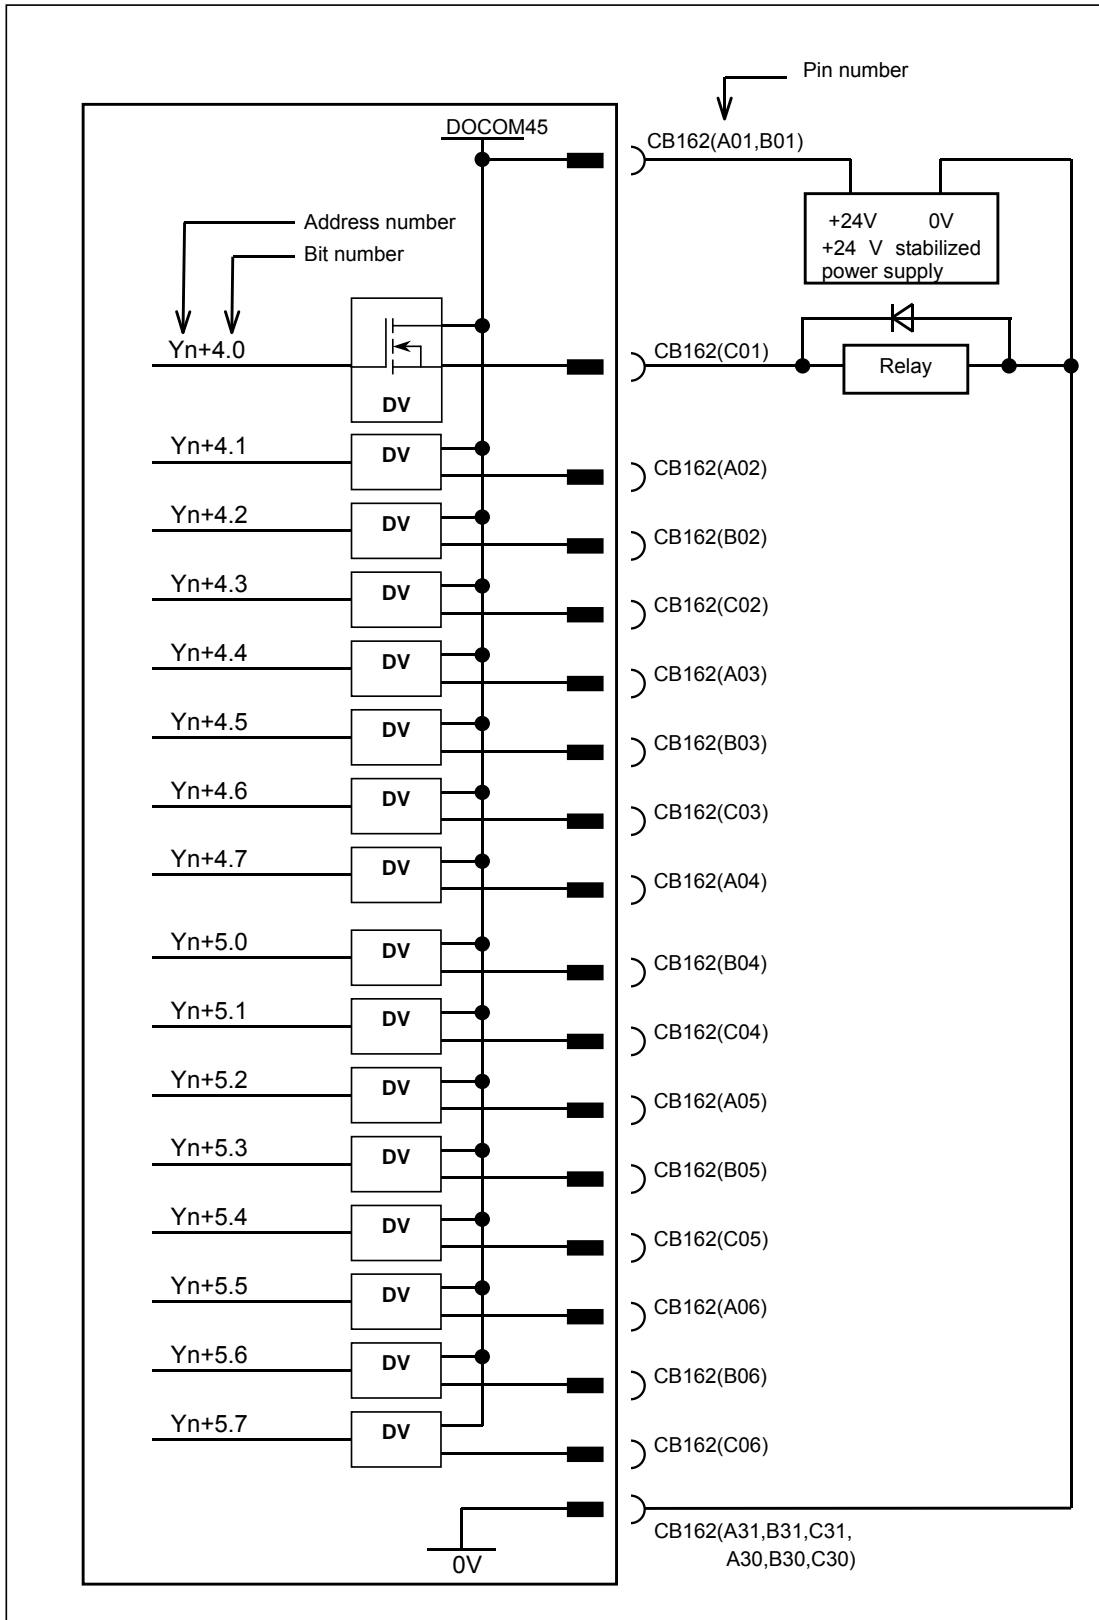 Pin number
DOCOM45
CB162(A01,B01)
+24V 0V
+24 V stabilized
power supply
Address number
Bit number
Yn+4.0
DV
CB162(C01)
Relay
Yn+4.1
DV
CB162(A02)
Yn+4.2
DV
CB162(B02)
Yn+4.3
DV
CB162(C02)
Yn+4.4
DV
CB162(A03)
Yn+4.5
DV
CB162(B03)
Yn+4.6
DV
CB162(C03)
Yn+4.7
DV
CB162(A04)
Yn+5.0
DV
CB162(B04)
Yn+5.1
DV
CB162(C04)
Yn+5.2
DV
CB162(A05)
Yn+5.3
DV
CB162(B05)
Yn+5.4
DV
CB162(C05)
Yn+5.5
DV
CB162(A06)
Yn+5.6
DV
CB162(B06)
Yn+5.7
DV
CB162(C06)
0V
CB162(A31,B31,C31,
A30,B30,C30)